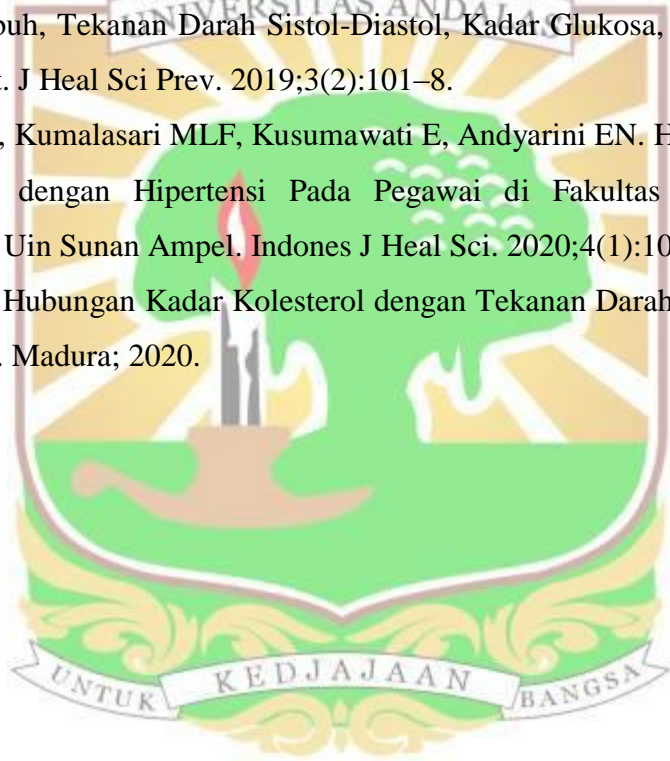 UNIVERSITAS ANDALAS
buh, Tekanan Darah Sistol-Diastol, Kadar Glukosa,
. J Heal Sci Prev. 2019;3(2):101–8.
, Kumalasari MLF, Kusumawati E, Andyarini EN. H
dengan Hipertensi Pada Pegawai di Fakultas
Uin Sunan Ampel. Indones J Heal Sci. 2020;4(1):10
Hubungan Kadar Kolesterol dengan Tekanan Darah
. Madura; 2020.
UNTUK KEDJAJAAN BANGSA